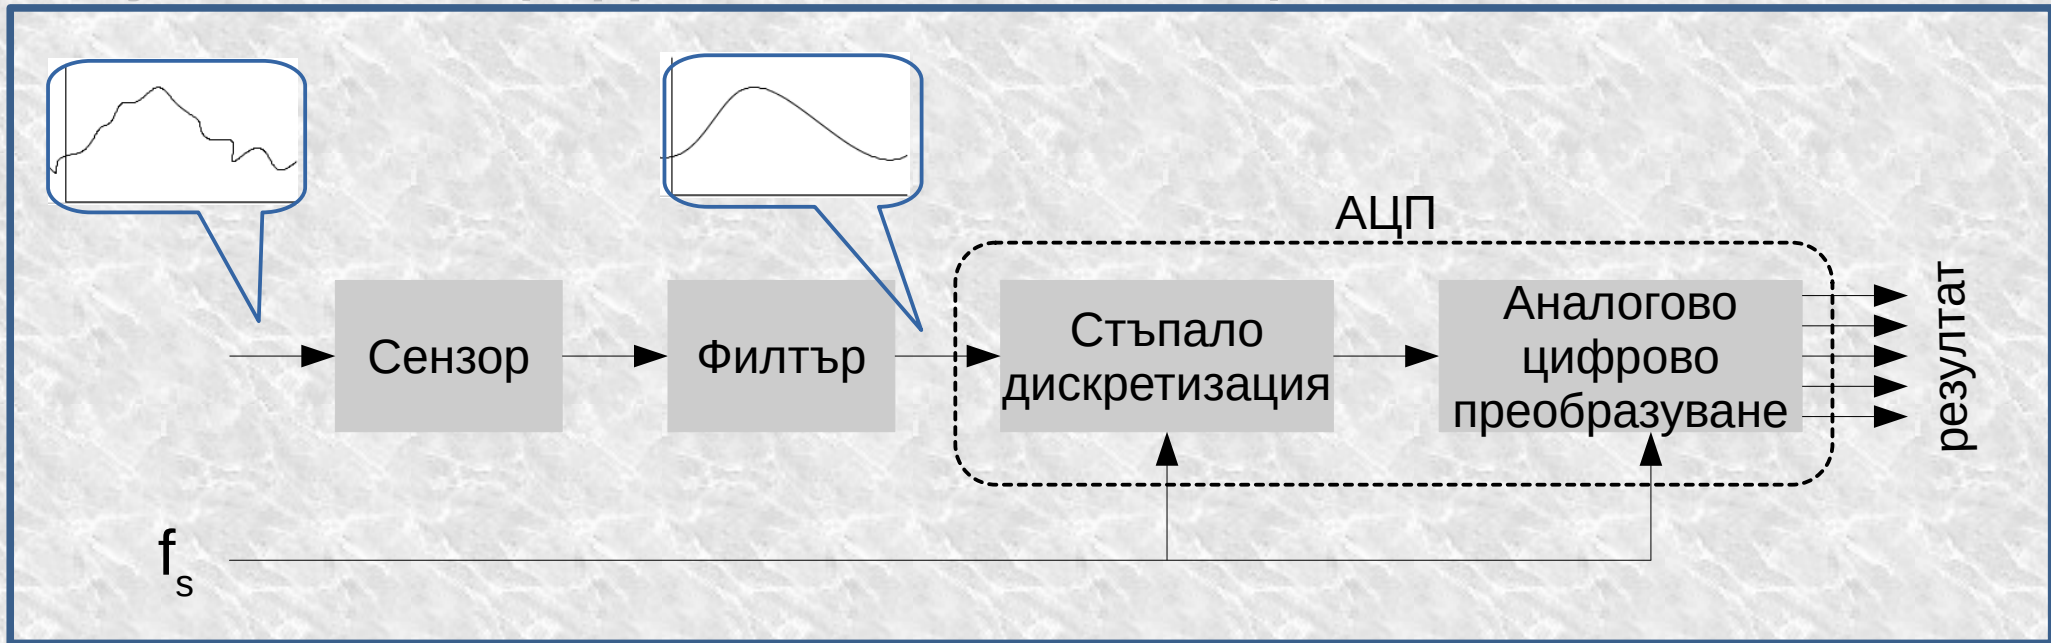 АЦП
Сензор
Филтър
Стъпало
дискретизация
Аналогово
цифрово
преобразуване
резултат
fs